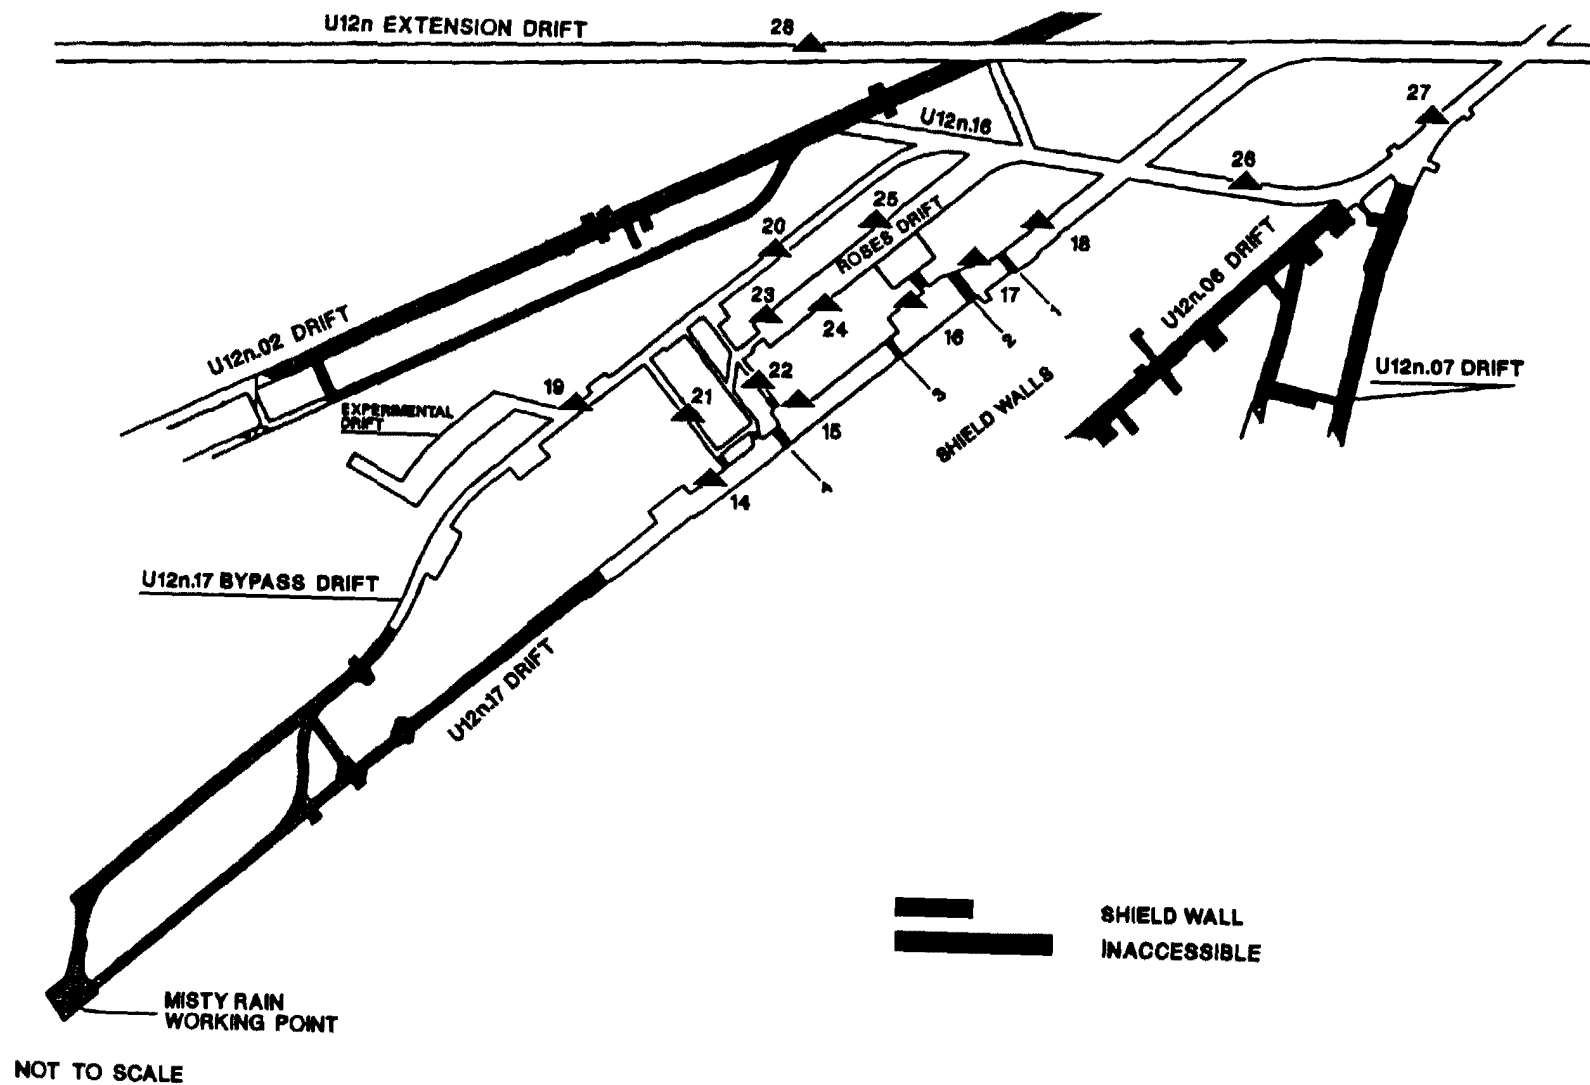 U12n EXTENSION DRIFT
28
27
U12n.16
26
25
20
ROSES DRIFT
18
U12n.06 DRIFT
23
24
17
1
16
2
U12n.02 DRIFT
22
3
U12n.07 DRIFT
19
21
SHIELD WALLS
EXPERIMENTAL
DRIFT
15
14
4
U12n.17 BYPASS DRIFT
U12n.17 DRIFT
SHIELD WALL
INACCESSIBLE
MISTY RAIN
WORKING POINT
NOT TO SCALE